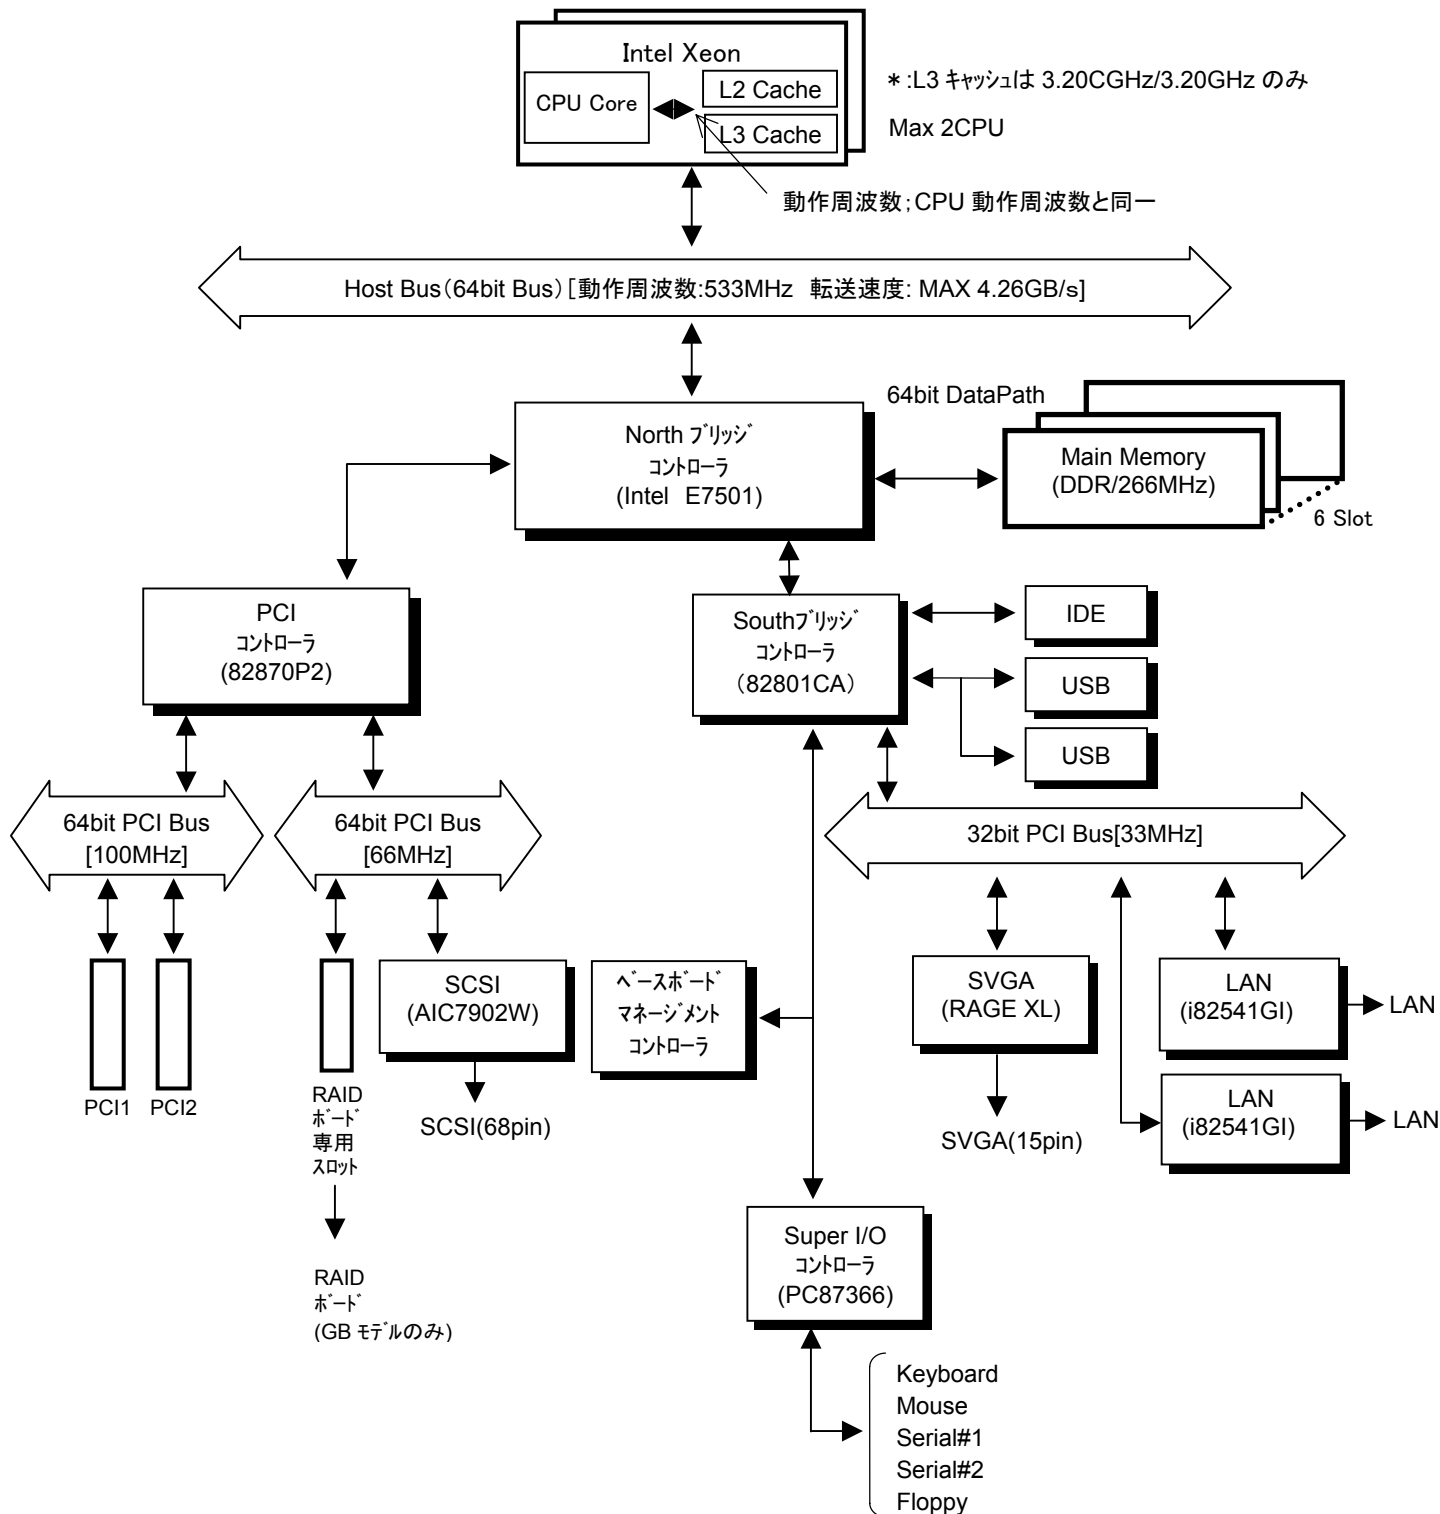 Intel Xeon
CPU Core
L2 Cache
L3 Cache
＊:L3 ｷｬｯｼｭは 3.20CGHz/3.20GHz のみ
Max 2CPU
動作周波数;CPU 動作周波数と同一
Host Bus(64bit Bus) [動作周波数:533MHz 転送速度: MAX 4.26GB/s]
64bit DataPath
North ﾌﾞﾘｯｼﾞ
ｺﾝﾄﾛｰﾗ
(Intel E7501)
Main Memory
(DDR/266MHz)
6 Slot
PCI
ｺﾝﾄﾛｰﾗ
(82870P2)
Southﾌﾞﾘｯｼﾞ
ｺﾝﾄﾛｰﾗ
(82801CA)
IDE
USB
USB
64bit PCI Bus
[100MHz]
64bit PCI Bus
[66MHz]
32bit PCI Bus[33MHz]
PCI1
PCI2
RAID
ﾎﾞｰﾄﾞ
専用
ｽﾛｯﾄ
RAID
ﾎﾞｰﾄﾞ
(GB ﾓﾃﾞﾙのみ)
SCSI
(AIC7902W)
SCSI(68pin)
ﾍﾞｰｽﾎﾞｰﾄﾞ
ﾏﾈｰｼﾞﾒﾝﾄ
ｺﾝﾄﾛｰﾗ
SVGA
(RAGE XL)
SVGA(15pin)
LAN
(i82541GI)
LAN
LAN
(i82541GI)
LAN
Super I/O
ｺﾝﾄﾛｰﾗ
(PC87366)
Keyboard
Mouse
Serial#1
Serial#2
Floppy